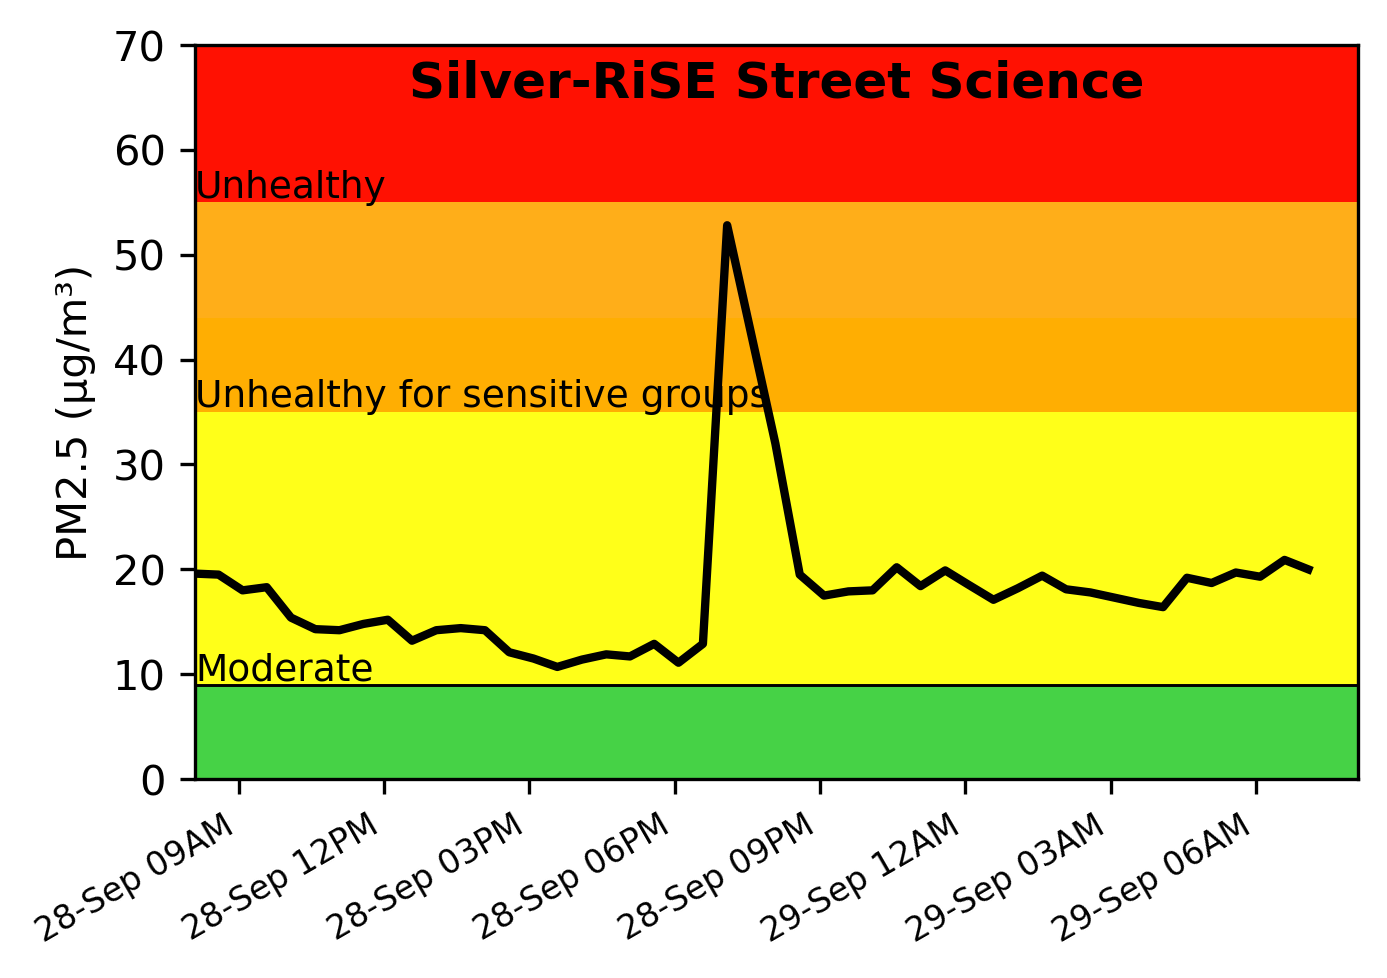 Silver-RiSE Street Science
PM2.5 (µg/m³)
70
60
50
40
30
20
10
0
Unhealthy
Unhealthy for sensitive groups
Moderate
28-Sep 09AM
28-Sep 12PM
28-Sep 03PM
28-Sep 06PM
28-Sep 09PM
29-Sep 12AM
29-Sep 03AM
29-Sep 06AM